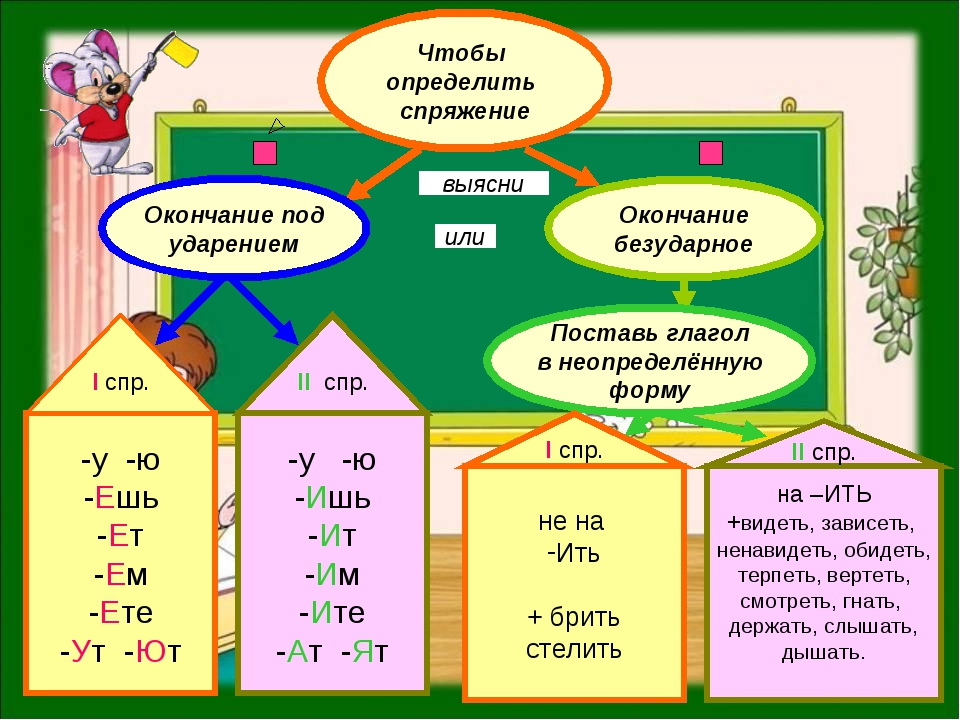 Чтобы
определить
спряжение
выясни
или
Окончание под
ударением
Окончание
безударное
Поставь глагол
в неопределённую
форму
I спр.
-у -ю
-Ешь
-Ет
-Ем
-Ете
-Ут -Ют
II спр.
-у -ю
-Ишь
-Ит
-Им
-Ите
-Ат -Ят
I спр.
не на
-Ить
+ брить
стелить
II спр.
на –ИТЬ
+видеть, зависеть,
ненавидеть, обидеть,
терпеть, вертеть,
смотреть, гнать,
держать, слышать,
дышать.